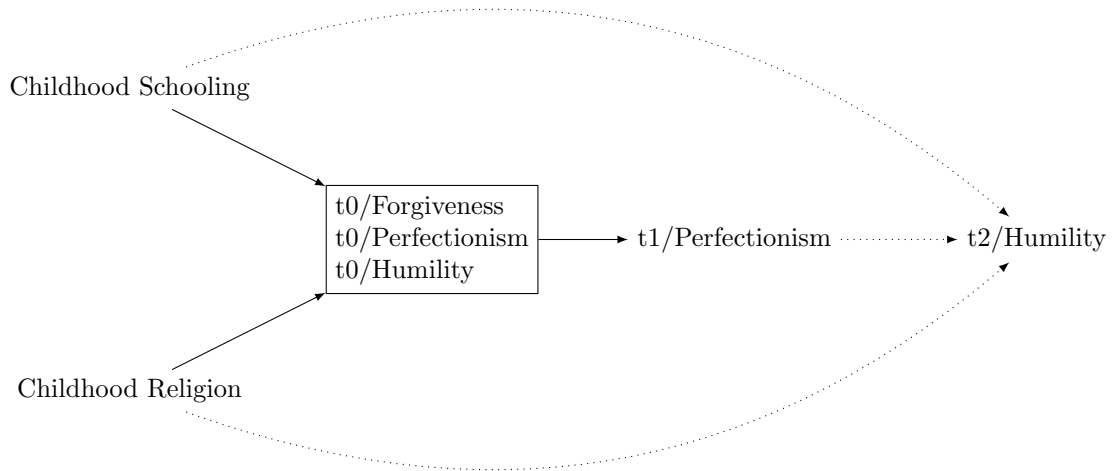 Childhood Schooling
t0/Forgiveness
t0/Perfectionism
t0/Humility
t1/Perfectionism
t2/Humility
Childhood Religion